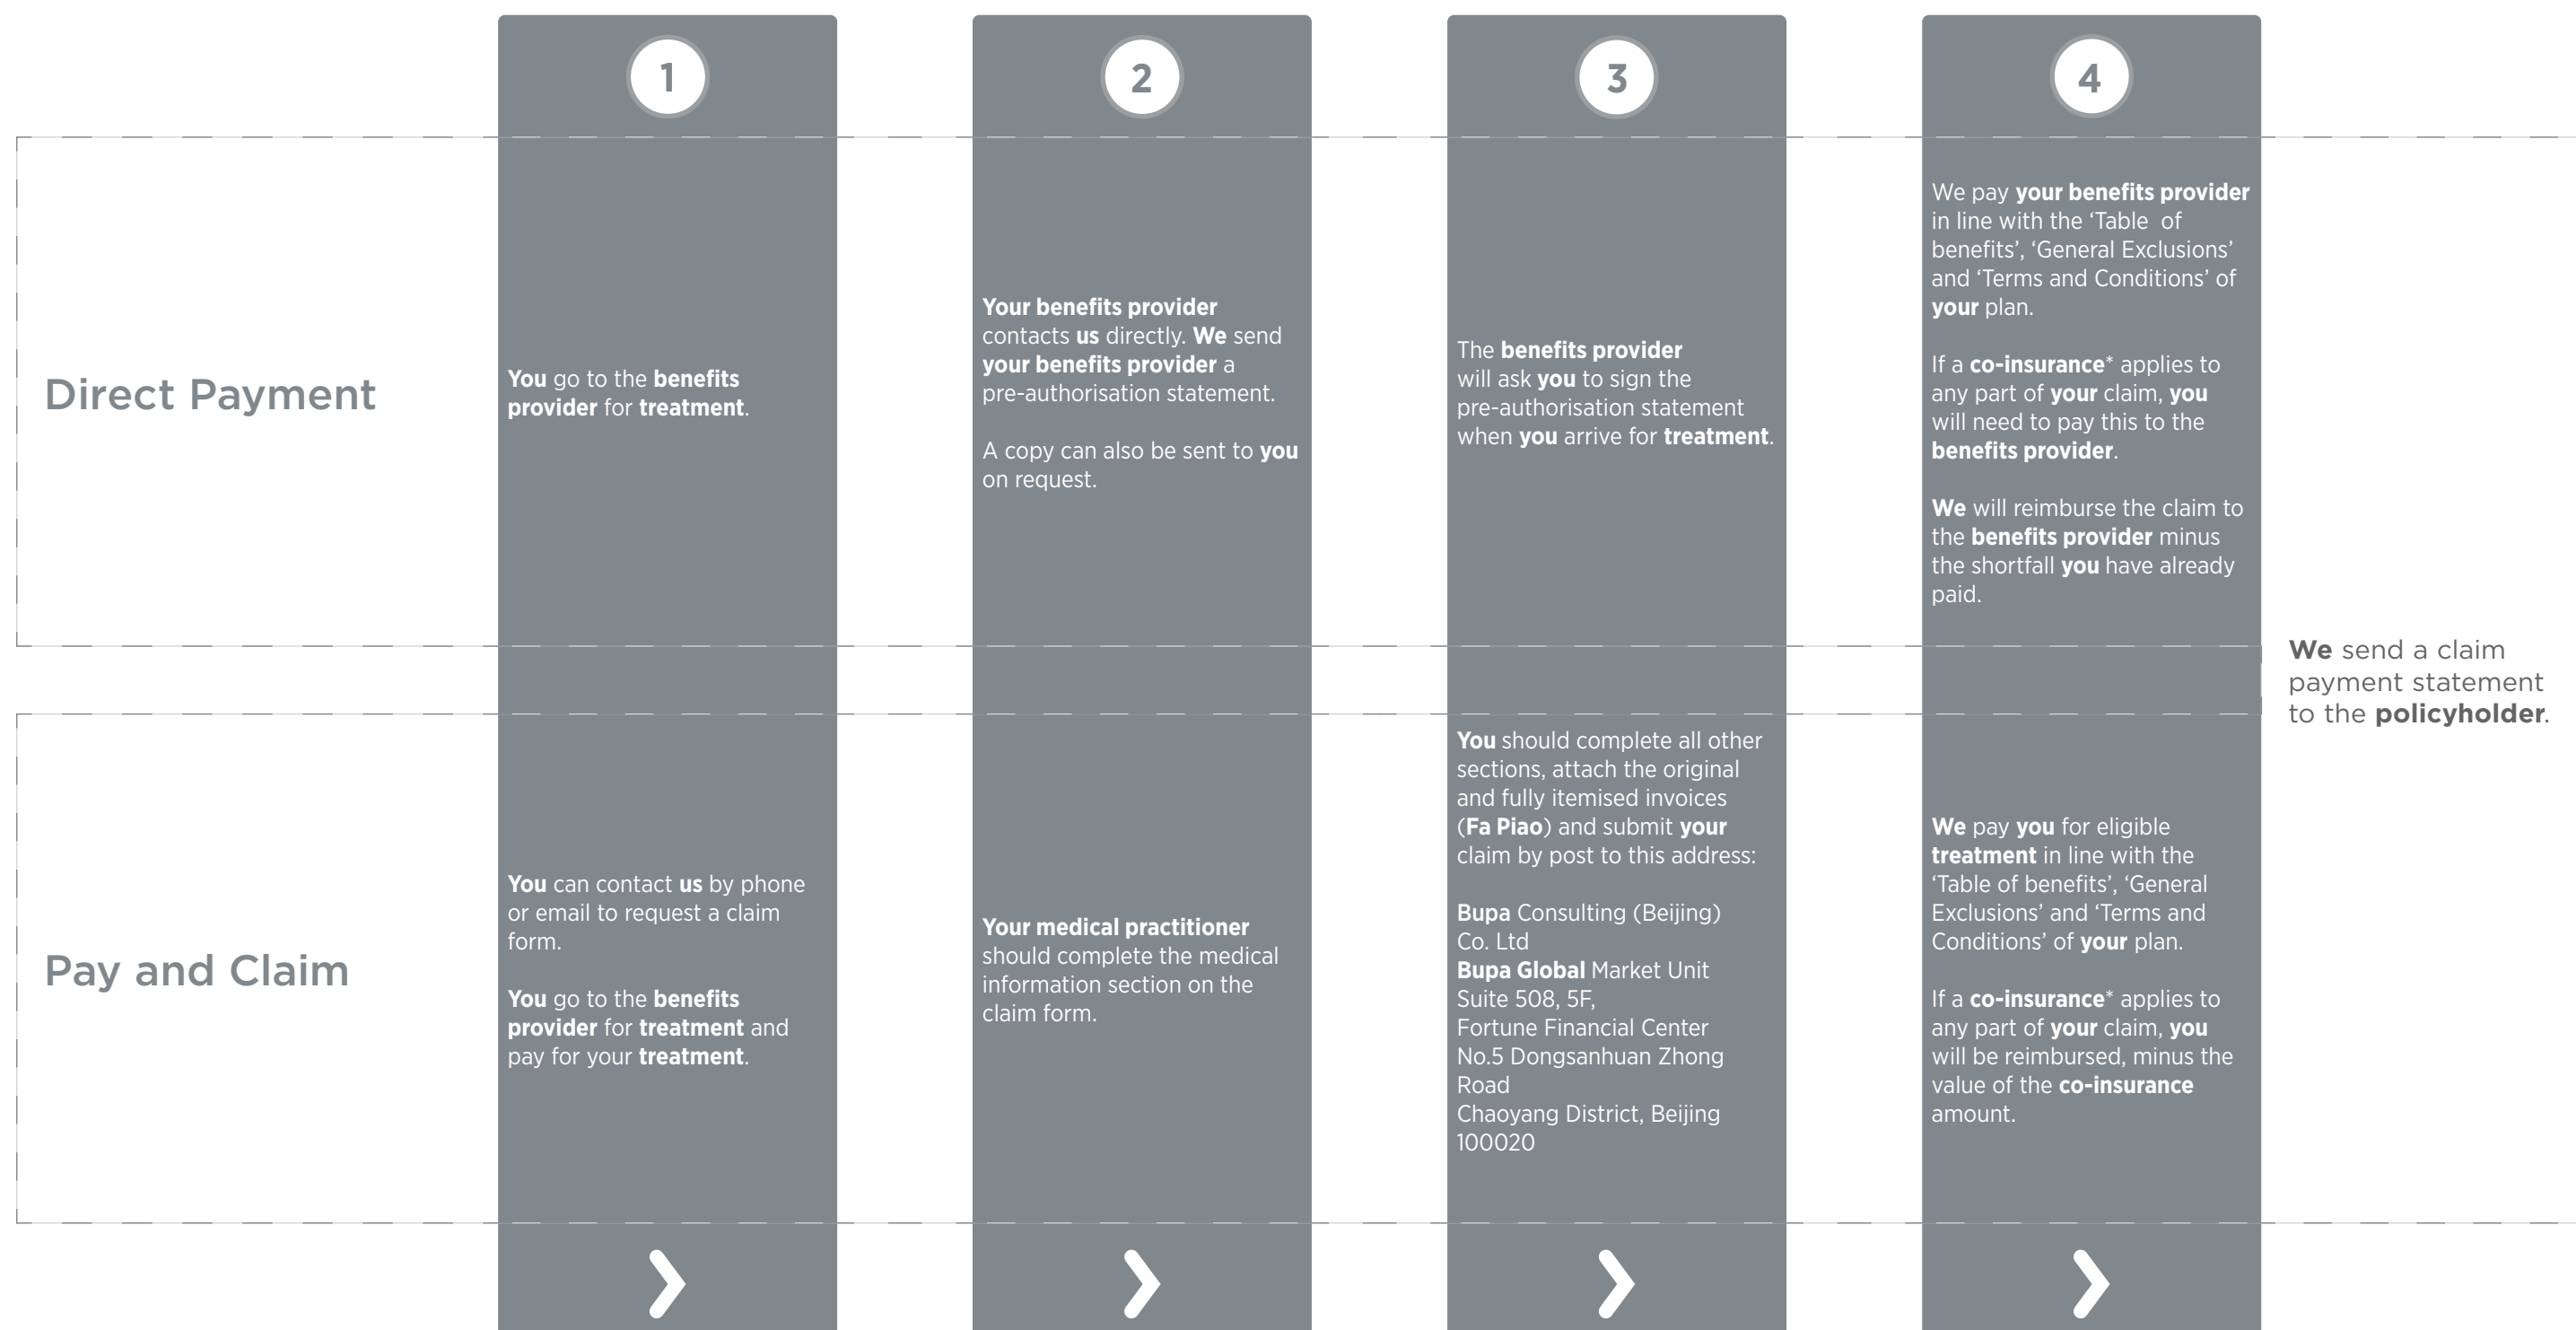 1
2
3
4
Direct Payment
You go to the benefits
provider for treatment.
Your benefits provider
contacts us directly. We send
your benefits provider a
pre-authorisation statement.
A copy can also be sent to you
on request.
The benefits provider
will ask you to sign the
pre-authorisation statement
when you arrive for treatment.
We pay your benefits provider
in line with the ‘Table of
benefits’, ‘General Exclusions’
and ‘Terms and Conditions’ of
your plan.
If a co-insurance* applies to
any part of your claim, you
will need to pay this to the
benefits provider.
We will reimburse the claim to
the benefits provider minus
the shortfall you have already
paid.
Pay and Claim
You can contact us by phone
or email to request a claim
form.
You go to the benefits
provider for treatment and
pay for your treatment.
Your medical practitioner
should complete the medical
information section on the
claim form.
You should complete all other
sections, attach the original
and fully itemised invoices
(Fa Piao) and submit your
claim by post to this address:
Bupa Consulting (Beijing)
Co. Ltd
Bupa Global Market Unit
Suite 508, 5F,
Fortune Financial Center
No.5 Dongsanhuan Zhong
Road
Chaoyang District, Beijing
100020
We pay you for eligible
treatment in line with the
‘Table of benefits’, ‘General
Exclusions’ and ‘Terms and
Conditions’ of your plan.
If a co-insurance* applies to
any part of your claim, you
will be reimbursed, minus the
value of the co-insurance
amount.
We send a claim
payment statement
to the policyholder.